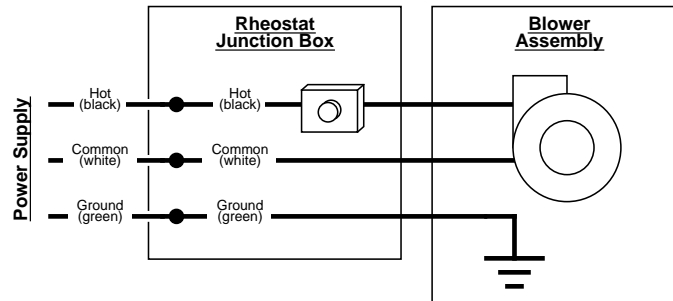 Rheostat
Junction Box
Blower
Assembly
Power Supply
Hot
(black)
Hot
(black)
Common
(white)
Common
(white)
Ground
(green)
Ground
(green)